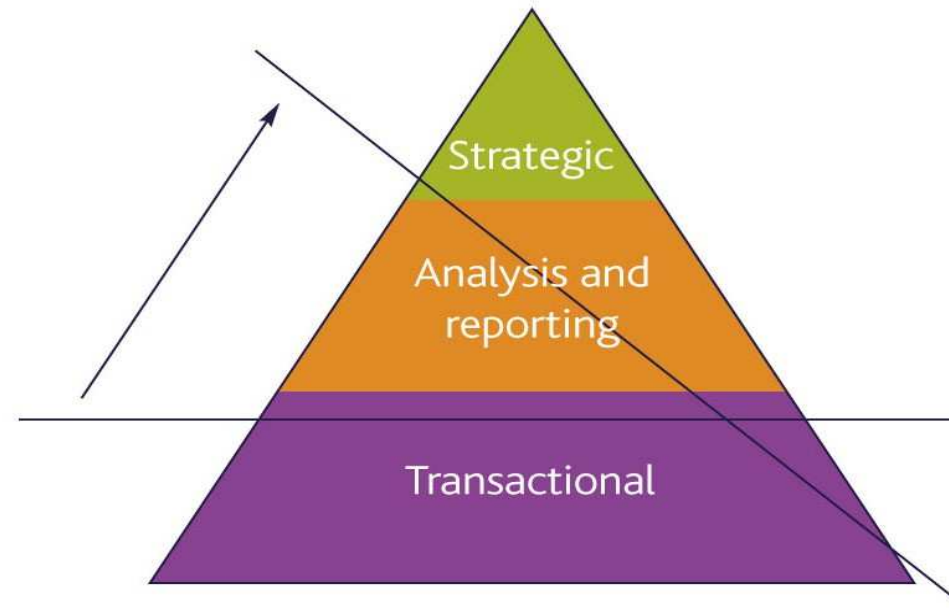 Strategic
Analysis and
reporting
Transactional